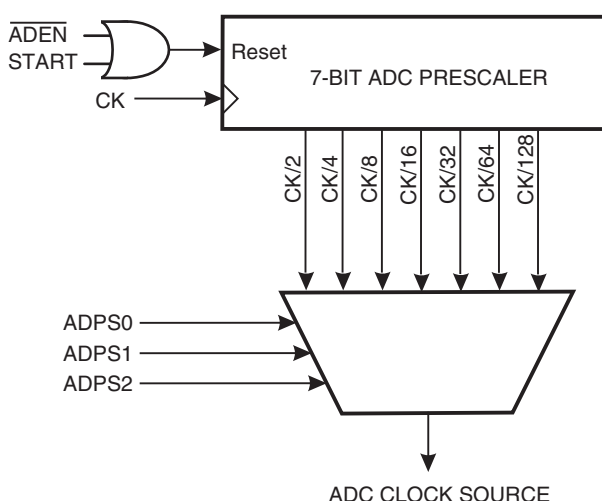 ADEN
START
Reset
7-BIT ADC PRESCALER
CK
CK/2
CK/4
CK/8
CK/16
CK/32
CK/64
CK/128
ADPS0
ADPS1
ADPS2
ADC CLOCK SOURCE